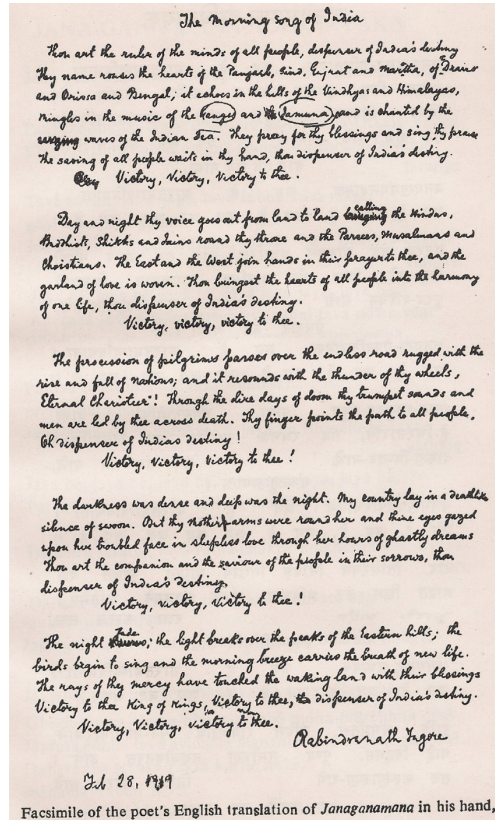 The Morning Song of India
Thou art the ruler of the minds of all people, dispenser of India's destiny
Thy name rouses the hearts of the Panjab, Sind, Gujrat and Maratha, of Dravid
and Orissa and Bengal; it echoes in the hills of the Vindhyas and Himalayas,
mingles in the music of the Ganges and the Jamuna and is chanted by the
waves of the Indian Sea. They pray for thy blessings and sing thy praise
The saving of all people waits in thy hand, thou dispenser of India's destiny.
Victory, Victory, Victory to thee.
Day and night thy voice goes out from land to land calling the Hindus,
Budhists, Shikhs and Jains round thy throne and the Parsees, Musalmans and
Christians. The East and the West join hands in their prayer to thee, and the
garland of love is woven. Thou bringest the hearts of all people into the harmony
of one life, thou dispenser of India's destiny.
Victory, victory, victory to thee.
The procession of pilgrims passes over the endless road rugged with the
rise and fall of nations; and it resounds with the thunder of thy wheels,
Eternal Charioteer! Through the dire days of doom thy trumpet sounds and
men are led by thee across death. Thy finger points the path to all people,
Oh dispenser of India's destiny!
Victory, Victory, Victory to thee!
The darkness was dense and deep was the night. My country lay in a deathlike
silence of swoon. But thy Mother arms were round her and thine eyes gazed
upon her troubled face in sleepless love through her hours of ghastly dreams
Thou art the companion and the saviour of the people in their sorrows, thou
dispenser of India's destiny.
Victory, victory, victory to thee!
The night fade; the light breaks over the peaks of the Eastern hills; the
birds begin to sing and the morning breeze carries the breath of new life.
The rays of thy mercy have touched the waking land with their blessings
Victory to thee King of Kings, Victory to thee, dispenser of India's destiny.
Victory, Victory, victory to thee.
Rabindranath Tagore
Feb 28, 1919
Facsimile of the poet's English translation of Janaganamana in his hand,